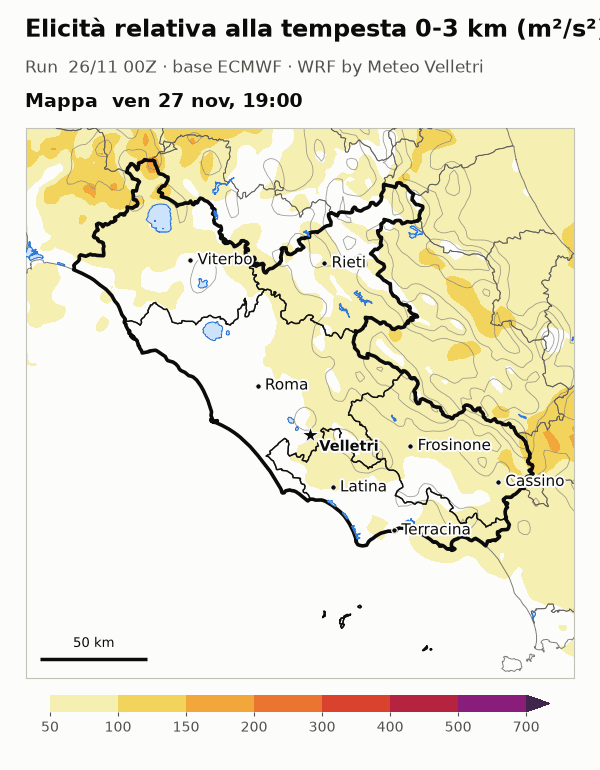 Elicità relativa alla tempesta 0-3 km (m²/s²)
Run 26/11 00Z · base ECMWF · WRF by Meteo Velletri
Mappa ven 27 nov, 19:00
Viterbo
Rieti
Roma
Velletri
Frosinone
Cassino
Latina
Terracina
50 km
50 100 150 200 300 400 500 700